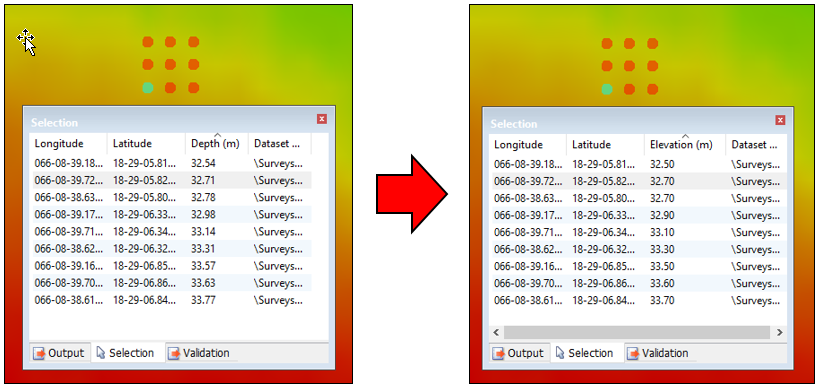 Selection
Longitude Latitude Depth (m) Dataset ...
066-08-39.18... 18-29-05.81... 32.54 \Surveys...
066-08-39.72... 18-29-05.82... 32.71 \Surveys...
066-08-38.63... 18-29-05.80... 32.78 \Surveys...
066-08-39.17... 18-29-06.33... 32.98 \Surveys...
066-08-39.71... 18-29-06.34... 33.14 \Surveys...
066-08-38.62... 18-29-06.32... 33.31 \Surveys...
066-08-39.16... 18-29-06.85... 33.57 \Surveys...
066-08-39.70... 18-29-06.86... 33.63 \Surveys...
066-08-38.61... 18-29-06.84... 33.77 \Surveys...
Output Selection Validation
Selection
Longitude Latitude Elevation (m) Dataset ...
066-08-39.18... 18-29-05.81... 32.50 \Surveys...
066-08-39.72... 18-29-05.82... 32.70 \Surveys...
066-08-38.63... 18-29-05.80... 32.70 \Surveys...
066-08-39.17... 18-29-06.33... 32.90 \Surveys...
066-08-39.71... 18-29-06.34... 33.10 \Surveys...
066-08-38.62... 18-29-06.32... 33.30 \Surveys...
066-08-39.16... 18-29-06.85... 33.50 \Surveys...
066-08-39.70... 18-29-06.86... 33.60 \Surveys...
066-08-38.61... 18-29-06.84... 33.70 \Surveys...
Output Selection Validation